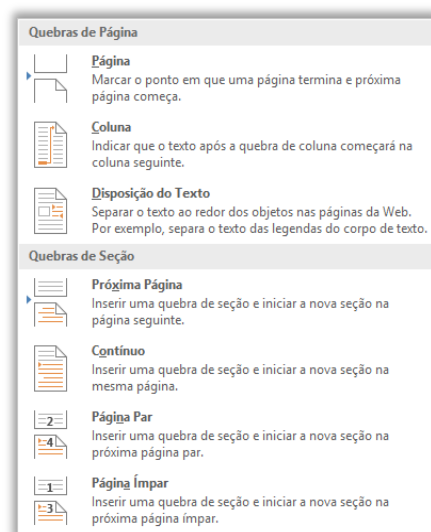 Quebras de Página
Página
Marcar o ponto em que uma página termina e próxima
página começa.
Coluna
Indicar que o texto após a quebra de coluna começará na
coluna seguinte.
Disposição do Texto
Separar o texto ao redor dos objetos nas páginas da Web.
Por exemplo, separa o texto das legendas do corpo de texto.
Quebras de Seção
Próxima Página
Inserir uma quebra de seção e iniciar a nova seção na
página seguinte.
Contínuo
Inserir uma quebra de seção e iniciar a nova seção na
mesma página.
2
4
Página Par
Inserir uma quebra de seção e iniciar a nova seção na
próxima página par.
1
3
Página Ímpar
Inserir uma quebra de seção e iniciar a nova seção na
próxima página ímpar.